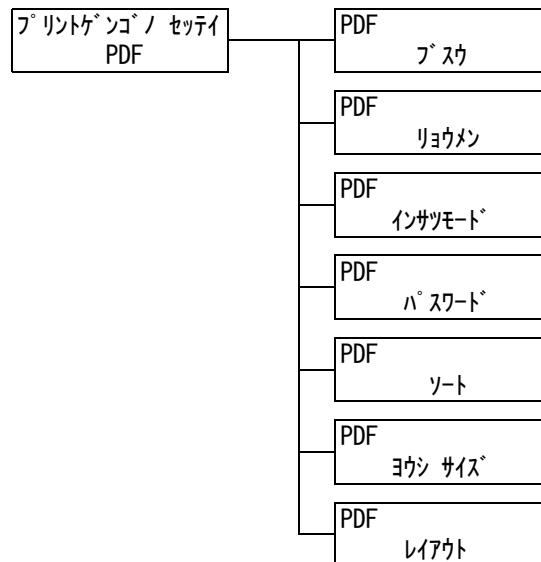 ﾌﾟﾘﾝﾄｹﾞﾝｺﾞﾉ ｾｯﾃｲ
PDF
PDF
ﾌﾞｽｳ
PDF
ﾘｮｳﾒﾝ
PDF
ｲﾝｻﾂﾓｰﾄﾞ
PDF
ﾊﾟｽﾜｰﾄﾞ
PDF
ｿｰﾄ
PDF
ﾖｳｼ ｻｲｽﾞ
PDF
ﾚｲｱｳﾄ